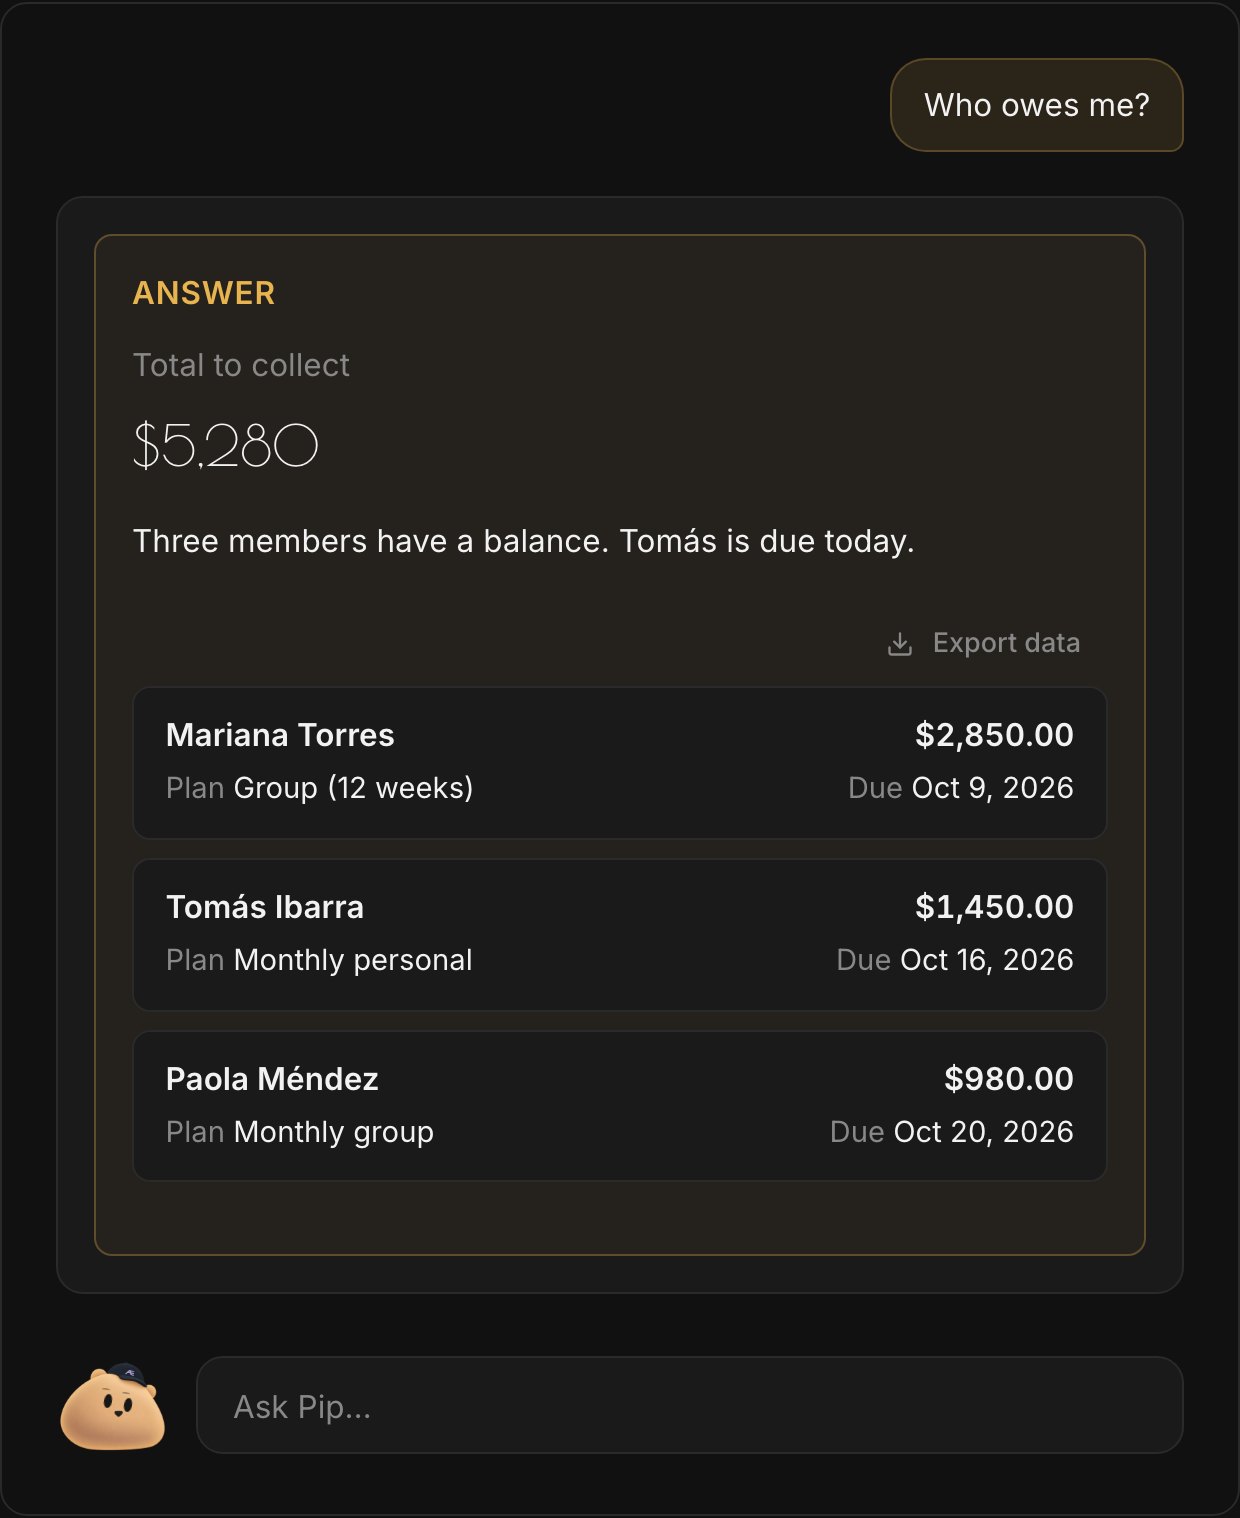 Who owes me?
ANSWER
Total to collect
$5,280
Three members have a balance. Tomás is due today.
Export data
Mariana Torres $2,850.00
Plan Group (12 weeks) Due Oct 9, 2026
Tomás Ibarra $1,450.00
Plan Monthly personal Due Oct 16, 2026
Paola Méndez $980.00
Plan Monthly group Due Oct 20, 2026
Ask Pip...